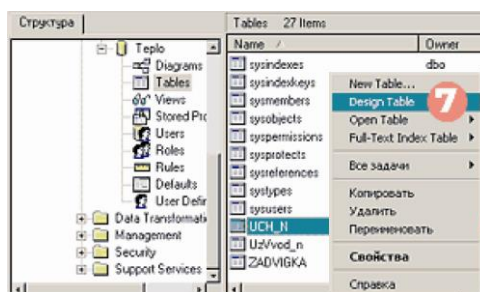 Структура
Teplo
Diagrams
Tables
Views
Stored Pro
Users
Roles
Rules
Defaults
User Defin
Data Transformatio
Management
Security
Support Services
Tables 27 Items
Name Owner
sysindexes dbo
sysindexkeys
sysmembers
sysobjects
syspermissions
sysprotects
sysreferences
systypes
sysusers
UCH_N
UzVvod_n
ZADVIGKA
New Table...
Design Table 7
Open Table
Full-Text Index Table
Все задачи
Копировать
Удалить
Переименовать
Свойства
Справка